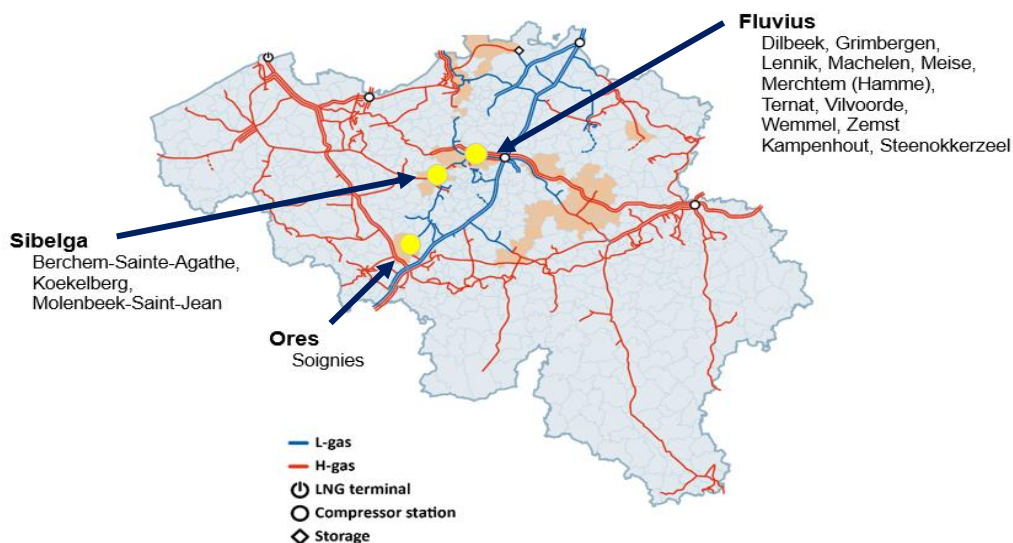 Fluvius
Dilbeek, Grimbergen,
Lennik, Machelen, Meise,
Merchtem (Hamme),
Ternat, Vilvoorde,
Wemmel, Zemst
Kampenhout, Steenokkerzeel
Sibelga
Berchem-Sainte-Agathe,
Koekelberg,
Molenbeek-Saint-Jean
Ores
Soignies
L-gas
H-gas
LNG terminal
Compressor station
Storage